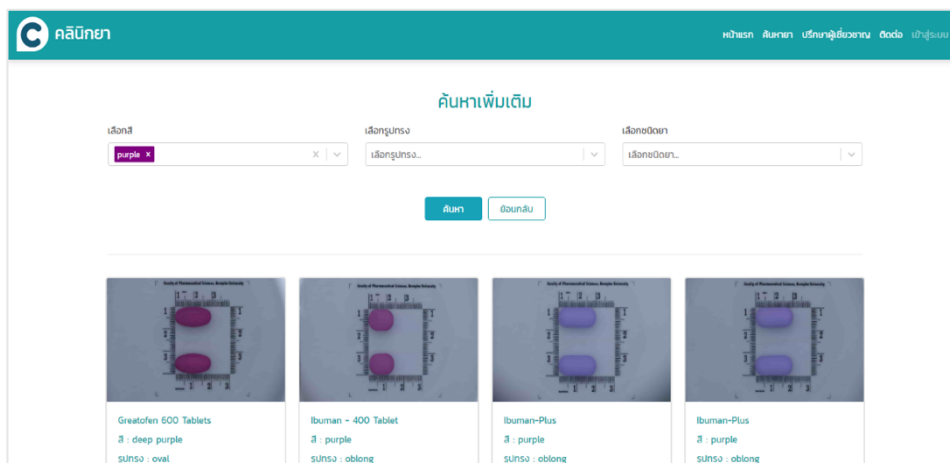 คลินิกยา
หน้าแรก ค้นหายา ปรึกษาผู้เชี่ยวชาญ ติดต่อ เข้าสู่ระบบ
ค้นหาเพิ่มเติม
เลือกสี เลือกรูปทรง เลือกชนิดยา
purple × เลือกรูปทรง... เลือกชนิดยา...
ค้นหา ย้อนกลับ
Greatofen 600 Tablets Ibuman - 400 Tablet Ibuman-Plus Ibuman-Plus
สี : deep purple สี : purple สี : purple สี : purple
รูปทรง : oval รูปทรง : oblong รูปทรง : oblong รูปทรง : oblong